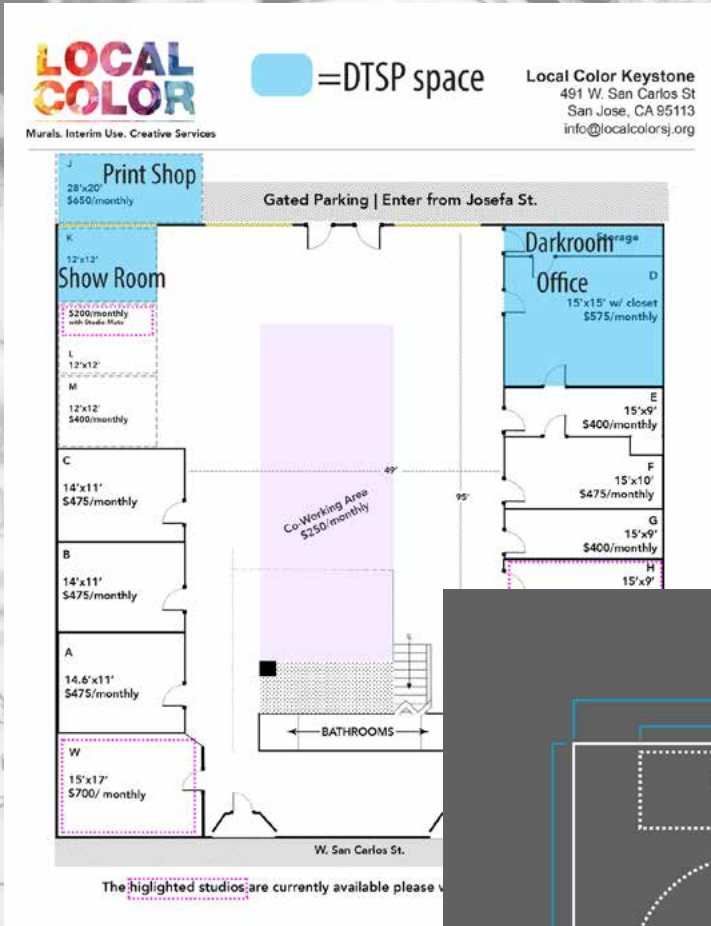 LOCAL
COLOR
Murals. Interim Use. Creative Services
=DTSP space
Local Color Keystone
491 W. San Carlos St
San Jose, CA 95113
info@localcolorsj.org
J
Print Shop
28'x20'
$650/monthly
Gated Parking | Enter from Josefa St.
K
12'x12'
Show Room
$200/monthly
with Studio Mate
L
12'x12'
M
12'x12'
$400/monthly
C
14'x11'
$475/monthly
B
14'x11'
$475/monthly
A
14.6'x11'
$475/monthly
W
15'x17'
$700/ monthly
49'
95'
Co-Working Area
$250/monthly
BATHROOMS
Darkroom
Storage
Office
D
15'x15' w/ closet
$575/monthly
E
15'x9'
$400/monthly
F
15'x10'
$475/monthly
G
15'x9'
$400/monthly
H
15'x9'
W. San Carlos St.
The higlighted studios are currently available please